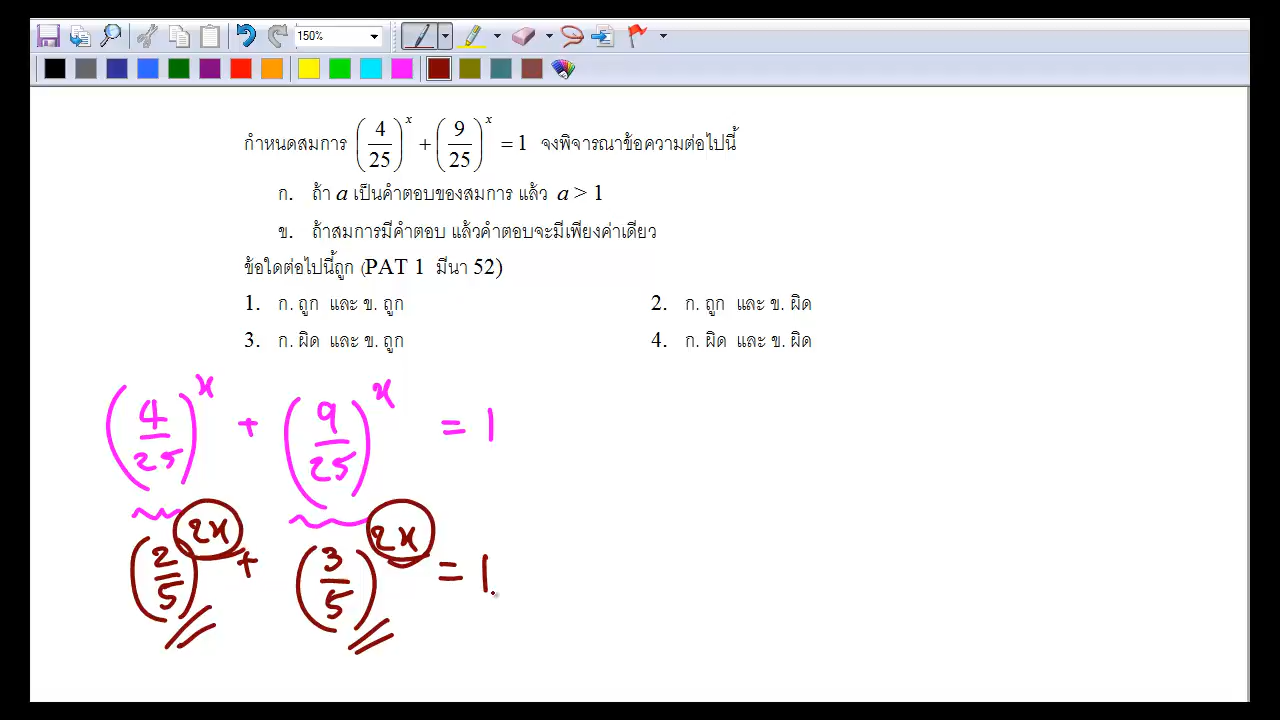 150%
กำหนดสมการ (4/25)^x + (9/25)^x = 1 จงพิจารณาข้อความต่อไปนี้
ก. ถ้า a เป็นคำตอบของสมการ แล้ว a > 1
ข. ถ้าสมการมีคำตอบ แล้วคำตอบจะมีเพียงค่าเดียว
ข้อใดต่อไปนี้ถูก (PAT 1 มีนา 52)
1. ก. ถูก และ ข. ถูก 2. ก. ถูก และ ข. ผิด
3. ก. ผิด และ ข. ถูก 4. ก. ผิด และ ข. ผิด
(4/25)^x + (9/25)^x = 1
(2/5)^2x + (3/5)^2x = 1